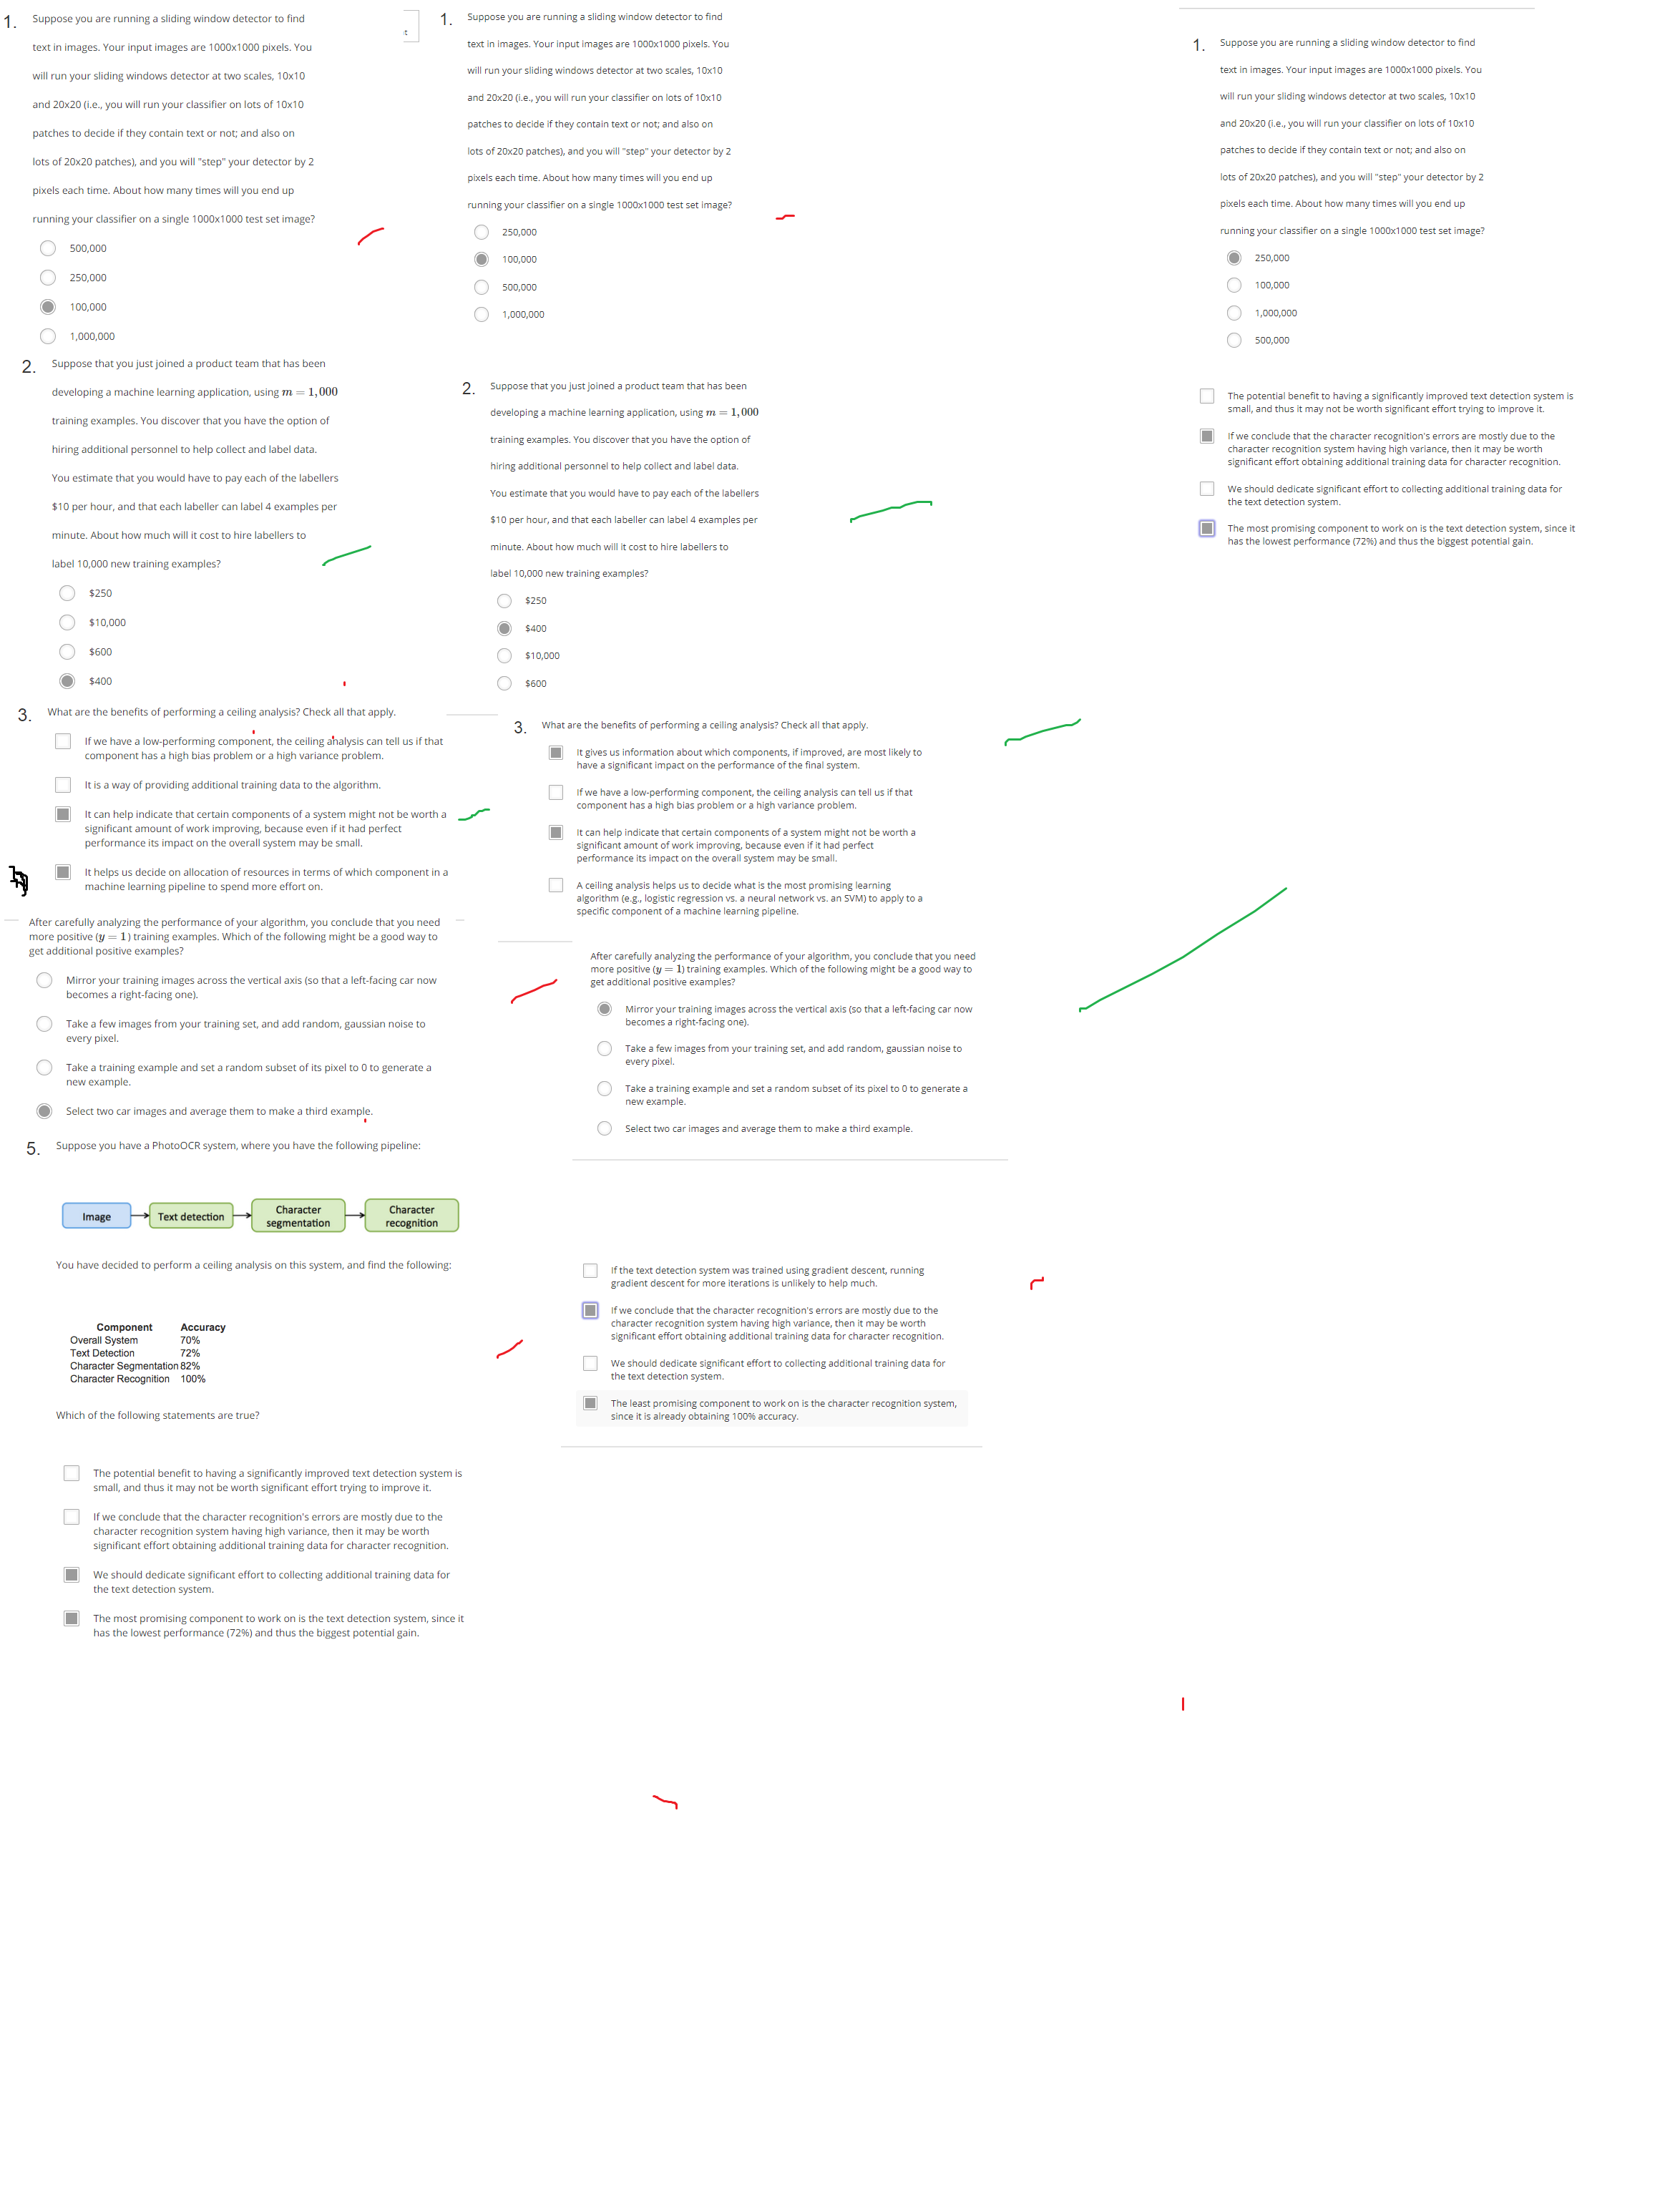 1. Suppose you are running a sliding window detector to find
text in images. Your input images are 1000x1000 pixels. You
will run your sliding windows detector at two scales, 10x10
and 20x20 (i.e., you will run your classifier on lots of 10x10
patches to decide if they contain text or not; and also on
lots of 20x20 patches), and you will "step" your detector by 2
pixels each time. About how many times will you end up
running your classifier on a single 1000x1000 test set image?
500,000
250,000
100,000
1,000,000
2. Suppose that you just joined a product team that has been
developing a machine learning application, using m = 1,000
training examples. You discover that you have the option of
hiring additional personnel to help collect and label data.
You estimate that you would have to pay each of the labellers
$10 per hour, and that each labeller can label 4 examples per
minute. About how much will it cost to hire labellers to
label 10,000 new training examples?
$250
$10,000
$600
$400
3. What are the benefits of performing a ceiling analysis? Check all that apply.
If we have a low-performing component, the ceiling analysis can tell us if that
component has a high bias problem or a high variance problem.
It is a way of providing additional training data to the algorithm.
It can help indicate that certain components of a system might not be worth a
significant amount of work improving, because even if it had perfect
performance its impact on the overall system may be small.
It helps us decide on allocation of resources in terms of which component in a
machine learning pipeline to spend more effort on.
After carefully analyzing the performance of your algorithm, you conclude that you need
more positive (y = 1) training examples. Which of the following might be a good way to
get additional positive examples?
Mirror your training images across the vertical axis (so that a left-facing car now
becomes a right-facing one).
Take a few images from your training set, and add random, gaussian noise to
every pixel.
Take a training example and set a random subset of its pixel to 0 to generate a
new example.
Select two car images and average them to make a third example.
5. Suppose you have a PhotoOCR system, where you have the following pipeline:
Image
Text detection
Character
segmentation
Character
recognition
You have decided to perform a ceiling analysis on this system, and find the following:
Component Accuracy
Overall System 70%
Text Detection 72%
Character Segmentation 82%
Character Recognition 100%
Which of the following statements are true?
The potential benefit to having a significantly improved text detection system is
small, and thus it may not be worth significant effort trying to improve it.
If we conclude that the character recognition's errors are mostly due to the
character recognition system having high variance, then it may be worth
significant effort obtaining additional training data for character recognition.
We should dedicate significant effort to collecting additional training data for
the text detection system.
The most promising component to work on is the text detection system, since it
has the lowest performance (72%) and thus the biggest potential gain.
1. Suppose you are running a sliding window detector to find
text in images. Your input images are 1000x1000 pixels. You
will run your sliding windows detector at two scales, 10x10
and 20x20 (i.e., you will run your classifier on lots of 10x10
patches to decide if they contain text or not; and also on
lots of 20x20 patches), and you will "step" your detector by 2
pixels each time. About how many times will you end up
running your classifier on a single 1000x1000 test set image?
250,000
100,000
500,000
1,000,000
2. Suppose that you just joined a product team that has been
developing a machine learning application, using m = 1,000
training examples. You discover that you have the option of
hiring additional personnel to help collect and label data.
You estimate that you would have to pay each of the labellers
$10 per hour, and that each labeller can label 4 examples per
minute. About how much will it cost to hire labellers to
label 10,000 new training examples?
$250
$400
$10,000
$600
3. What are the benefits of performing a ceiling analysis? Check all that apply.
It gives us information about which components, if improved, are most likely to
have a significant impact on the performance of the final system.
If we have a low-performing component, the ceiling analysis can tell us if that
component has a high bias problem or a high variance problem.
It can help indicate that certain components of a system might not be worth a
significant amount of work improving, because even if it had perfect
performance its impact on the overall system may be small.
A ceiling analysis helps us to decide what is the most promising learning
algorithm (e.g., logistic regression vs. a neural network vs. an SVM) to apply to a
specific component of a machine learning pipeline.
After carefully analyzing the performance of your algorithm, you conclude that you need
more positive (y = 1) training examples. Which of the following might be a good way to
get additional positive examples?
Mirror your training images across the vertical axis (so that a left-facing car now
becomes a right-facing one).
Take a few images from your training set, and add random, gaussian noise to
every pixel.
Take a training example and set a random subset of its pixel to 0 to generate a
new example.
Select two car images and average them to make a third example.
If the text detection system was trained using gradient descent, running
gradient descent for more iterations is unlikely to help much.
If we conclude that the character recognition's errors are mostly due to the
character recognition system having high variance, then it may be worth
significant effort obtaining additional training data for character recognition.
We should dedicate significant effort to collecting additional training data for
the text detection system.
The least promising component to work on is the character recognition system,
since it is already obtaining 100% accuracy.
1. Suppose you are running a sliding window detector to find
text in images. Your input images are 1000x1000 pixels. You
will run your sliding windows detector at two scales, 10x10
and 20x20 (i.e., you will run your classifier on lots of 10x10
patches to decide if they contain text or not; and also on
lots of 20x20 patches), and you will "step" your detector by 2
pixels each time. About how many times will you end up
running your classifier on a single 1000x1000 test set image?
250,000
100,000
1,000,000
500,000
The potential benefit to having a significantly improved text detection system is
small, and thus it may not be worth significant effort trying to improve it.
If we conclude that the character recognition's errors are mostly due to the
character recognition system having high variance, then it may be worth
significant effort obtaining additional training data for character recognition.
We should dedicate significant effort to collecting additional training data for
the text detection system.
The most promising component to work on is the text detection system, since it
has the lowest performance (72%) and thus the biggest potential gain.